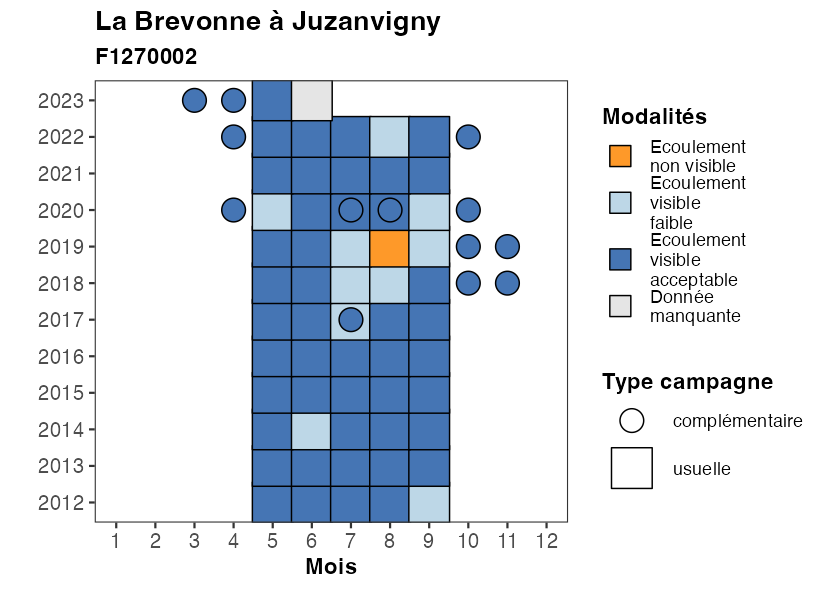 La Brevonne à Juzanvigny
F1270002
2023
2022
2021
2020
2019
2018
2017
2016
2015
2014
2013
2012
1 2 3 4 5 6 7 8 9 10 11 12
Mois
Modalités
Ecoulement
non visible
Ecoulement
visible
faible
Ecoulement
visible
acceptable
Donnée
manquante
Type campagne
complémentaire
usuelle